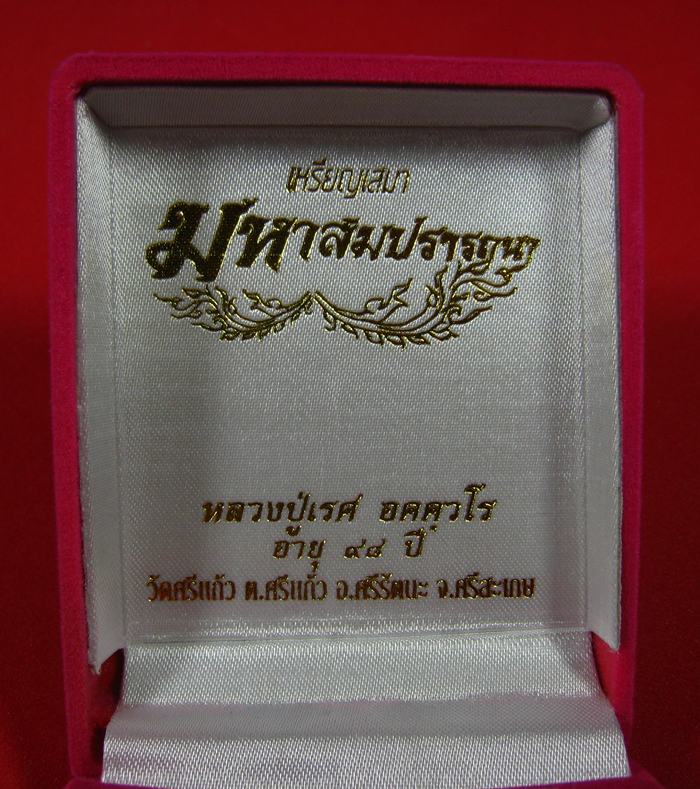 เหรียญเสมา
มหาสมปรารถนา
หลวงปู่เรศ อคฺควโร
อายุ ๙๘ ปี
วัดศรีแก้ว ต.ศรีแก้ว อ.ศรีรัตนะ จ.ศรีสะเกษ